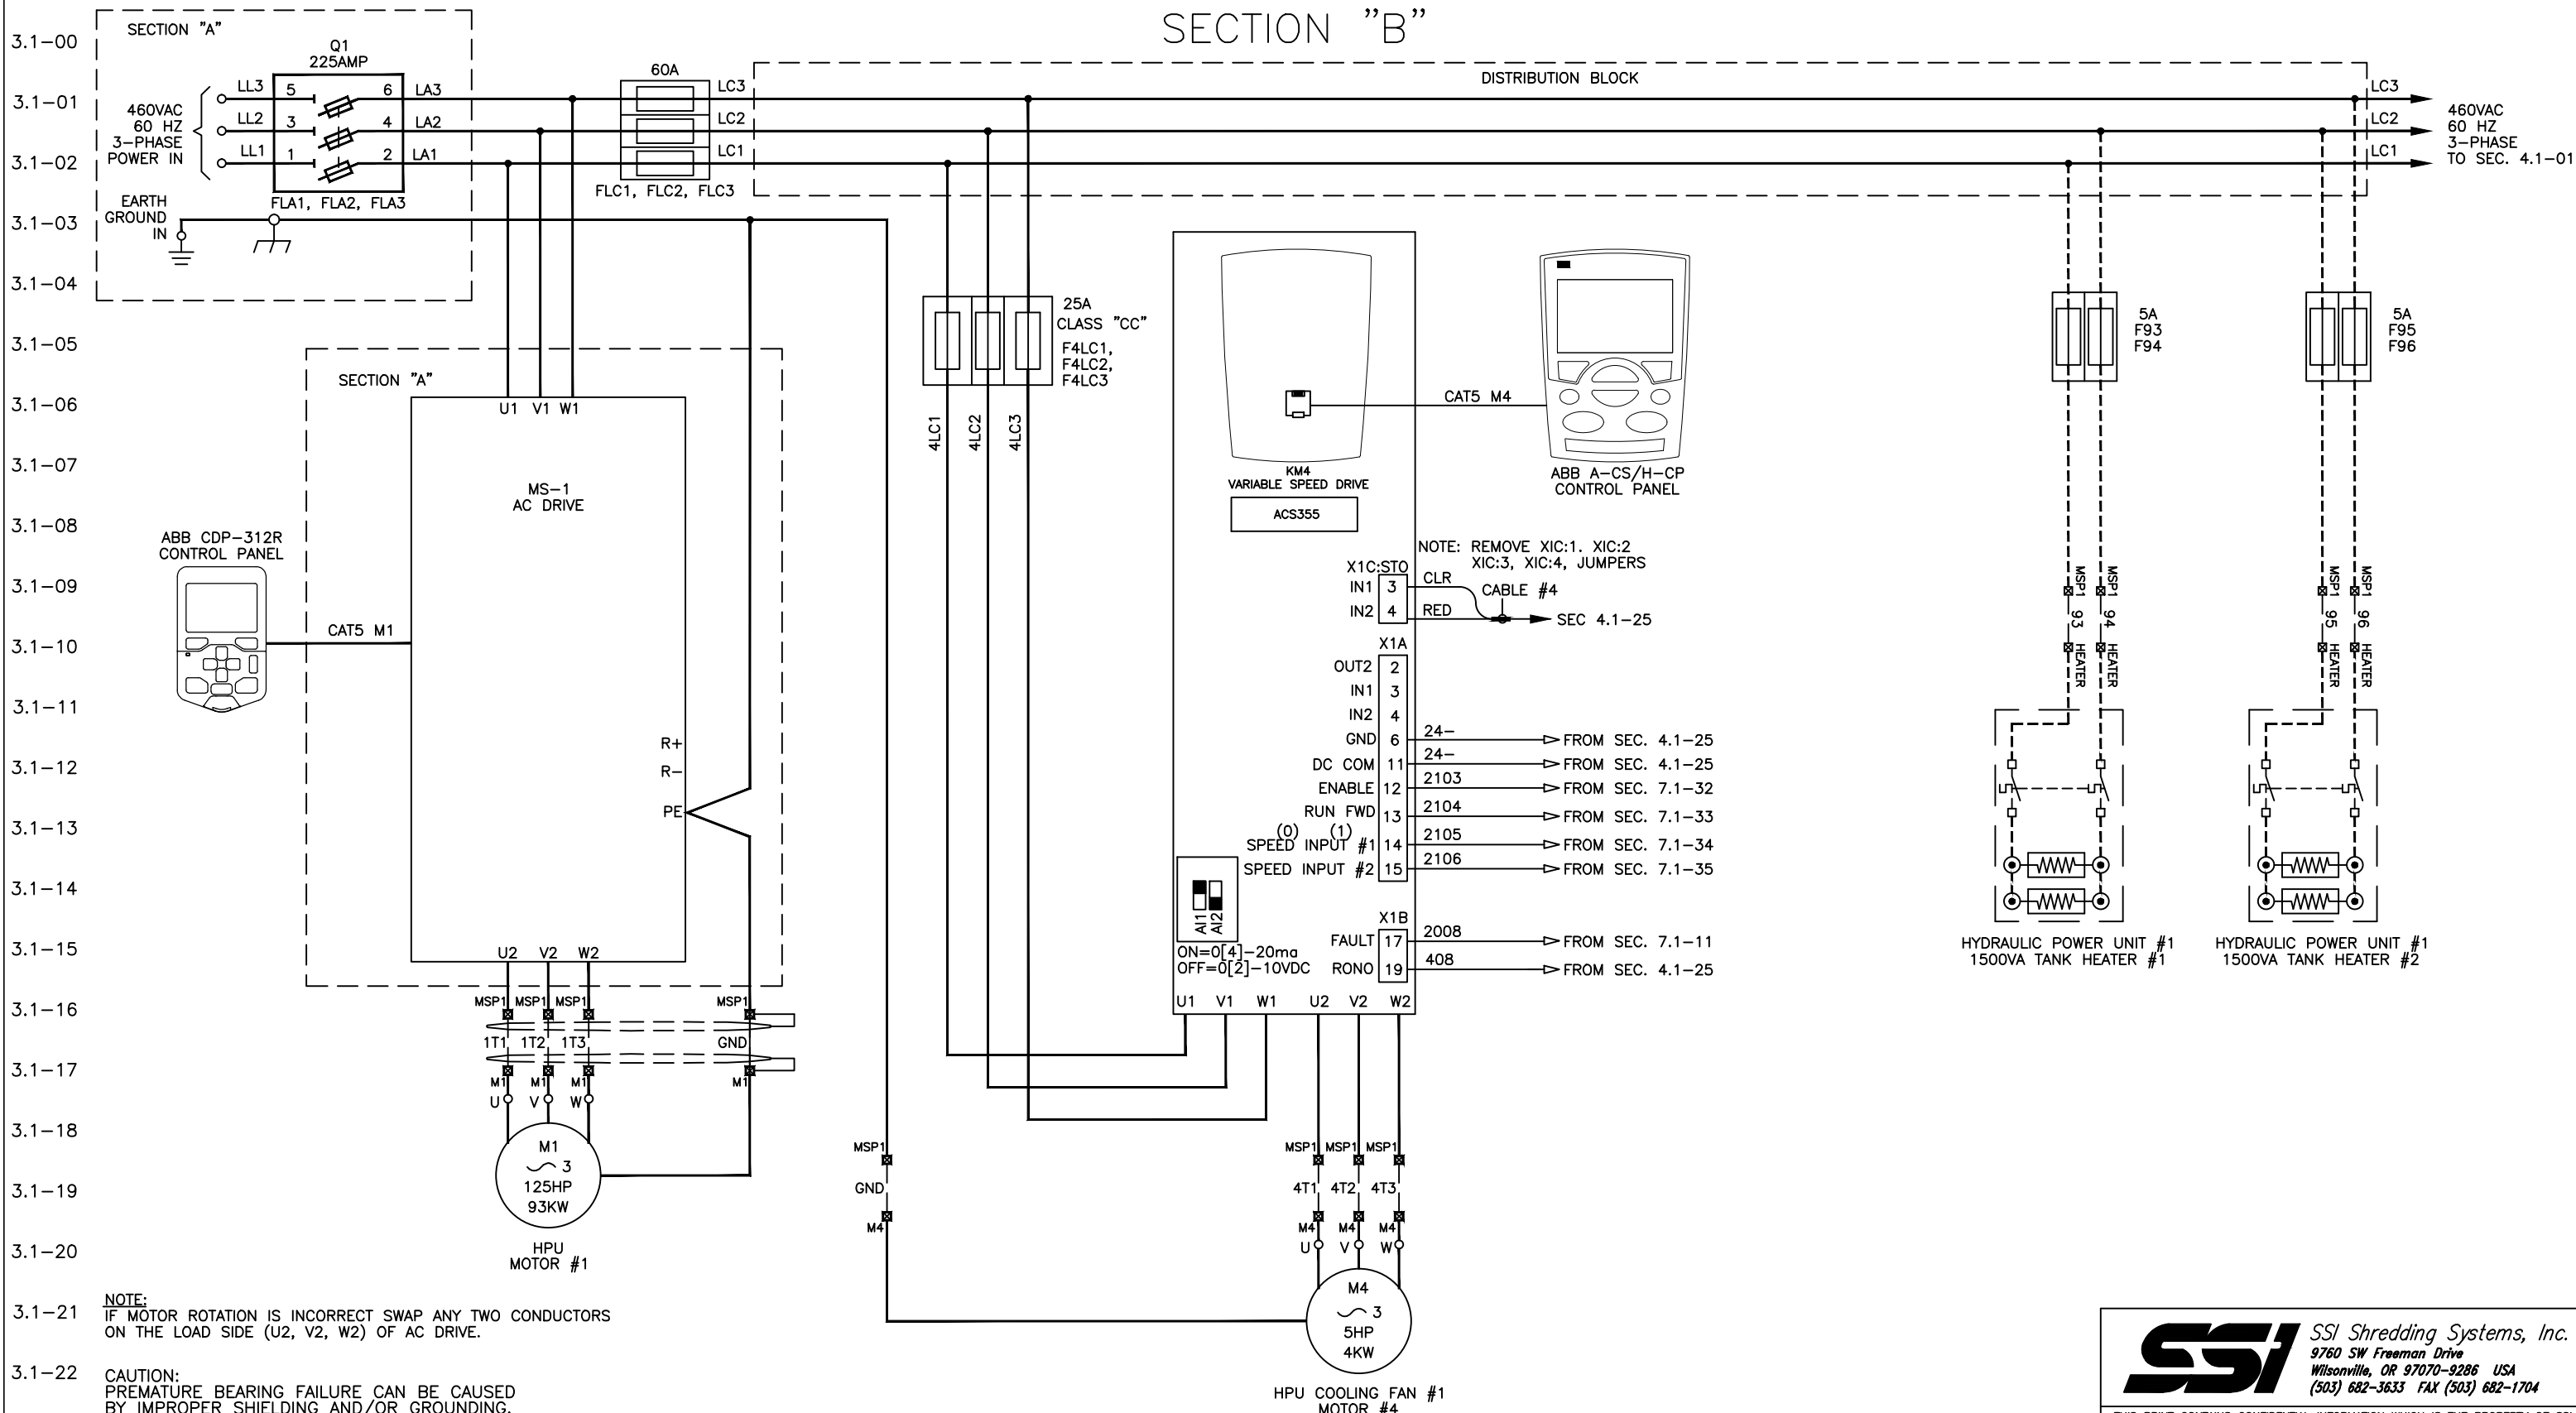 SECTION "B"
3.1-00
3.1-01
3.1-02
3.1-03
3.1-04
3.1-05
3.1-06
3.1-07
3.1-08
3.1-09
3.1-10
3.1-11
3.1-12
3.1-13
3.1-14
3.1-15
3.1-16
3.1-17
3.1-18
3.1-19
3.1-20
3.1-21
3.1-22
SECTION "A"
Q1
225AMP
LL3
5
6
LA3
LL2
3
4
LA2
LL1
1
2
LA1
460VAC
60 HZ
3-PHASE
POWER IN
FLA1, FLA2, FLA3
EARTH
GROUND
IN
60A
LC3
LC2
LC1
FLC1, FLC2, FLC3
DISTRIBUTION BLOCK
LC3
LC2
LC1
460VAC
60 HZ
3-PHASE
TO SEC. 4.1-01
SECTION "A"
U1 V1 W1
MS-1
AC DRIVE
ABB CDP-312R
CONTROL PANEL
CAT5 M1
R+
R-
PE
U2 V2 W2
MSP1 MSP1 MSP1
MSP1
1T1 1T2 1T3
GND
M1 M1 M1
M1
U V W
M1
3
125HP
93KW
HPU
MOTOR #1
25A
CLASS "CC"
F4LC1,
F4LC2,
F4LC3
4LC1
4LC2
4LC3
KM4
VARIABLE SPEED DRIVE
ACS355
CAT5 M4
ABB A-CS/H-CP
CONTROL PANEL
NOTE: REMOVE XIC:1. XIC:2
XIC:3, XIC:4, JUMPERS
X1C:STO
IN1 3 CLR
CABLE #4
IN2 4 RED
SEC 4.1-25
X1A
OUT2 2
IN1 3
IN2 4
GND 6 24- FROM SEC. 4.1-25
DC COM 11 24- FROM SEC. 4.1-25
ENABLE 12 2103 FROM SEC. 7.1-32
RUN FWD 13 2104 FROM SEC. 7.1-33
(0) (1)
SPEED INPUT #1 14 2105 FROM SEC. 7.1-34
SPEED INPUT #2 15 2106 FROM SEC. 7.1-35
AI1
AI2
ON=0[4]-20ma
OFF=0[2]-10VDC
X1B
FAULT 17 2008 FROM SEC. 7.1-11
RONO 19 408 FROM SEC. 4.1-25
U1 V1 W1 U2 V2 W2
MSP1
GND
M4
MSP1 MSP1 MSP1
4T1 4T2 4T3
M4 M4 M4
U V W
M4
3
5HP
4KW
HPU COOLING FAN #1
MOTOR #4
5A
F93
F94
MSP1
MSP1
93
94
HEATER
HEATER
HYDRAULIC POWER UNIT #1
1500VA TANK HEATER #1
5A
F95
F96
MSP1
MSP1
95
96
HEATER
HEATER
HYDRAULIC POWER UNIT #1
1500VA TANK HEATER #2
NOTE:
IF MOTOR ROTATION IS INCORRECT SWAP ANY TWO CONDUCTORS
ON THE LOAD SIDE (U2, V2, W2) OF AC DRIVE.
CAUTION:
PREMATURE BEARING FAILURE CAN BE CAUSED
BY IMPROPER SHIELDING AND/OR GROUNDING.
SSI
SSI Shredding Systems, Inc.
9760 SW Freeman Drive
Wilsonville, OR 97070-9286 USA
(503) 682-3633 FAX (503) 682-1704